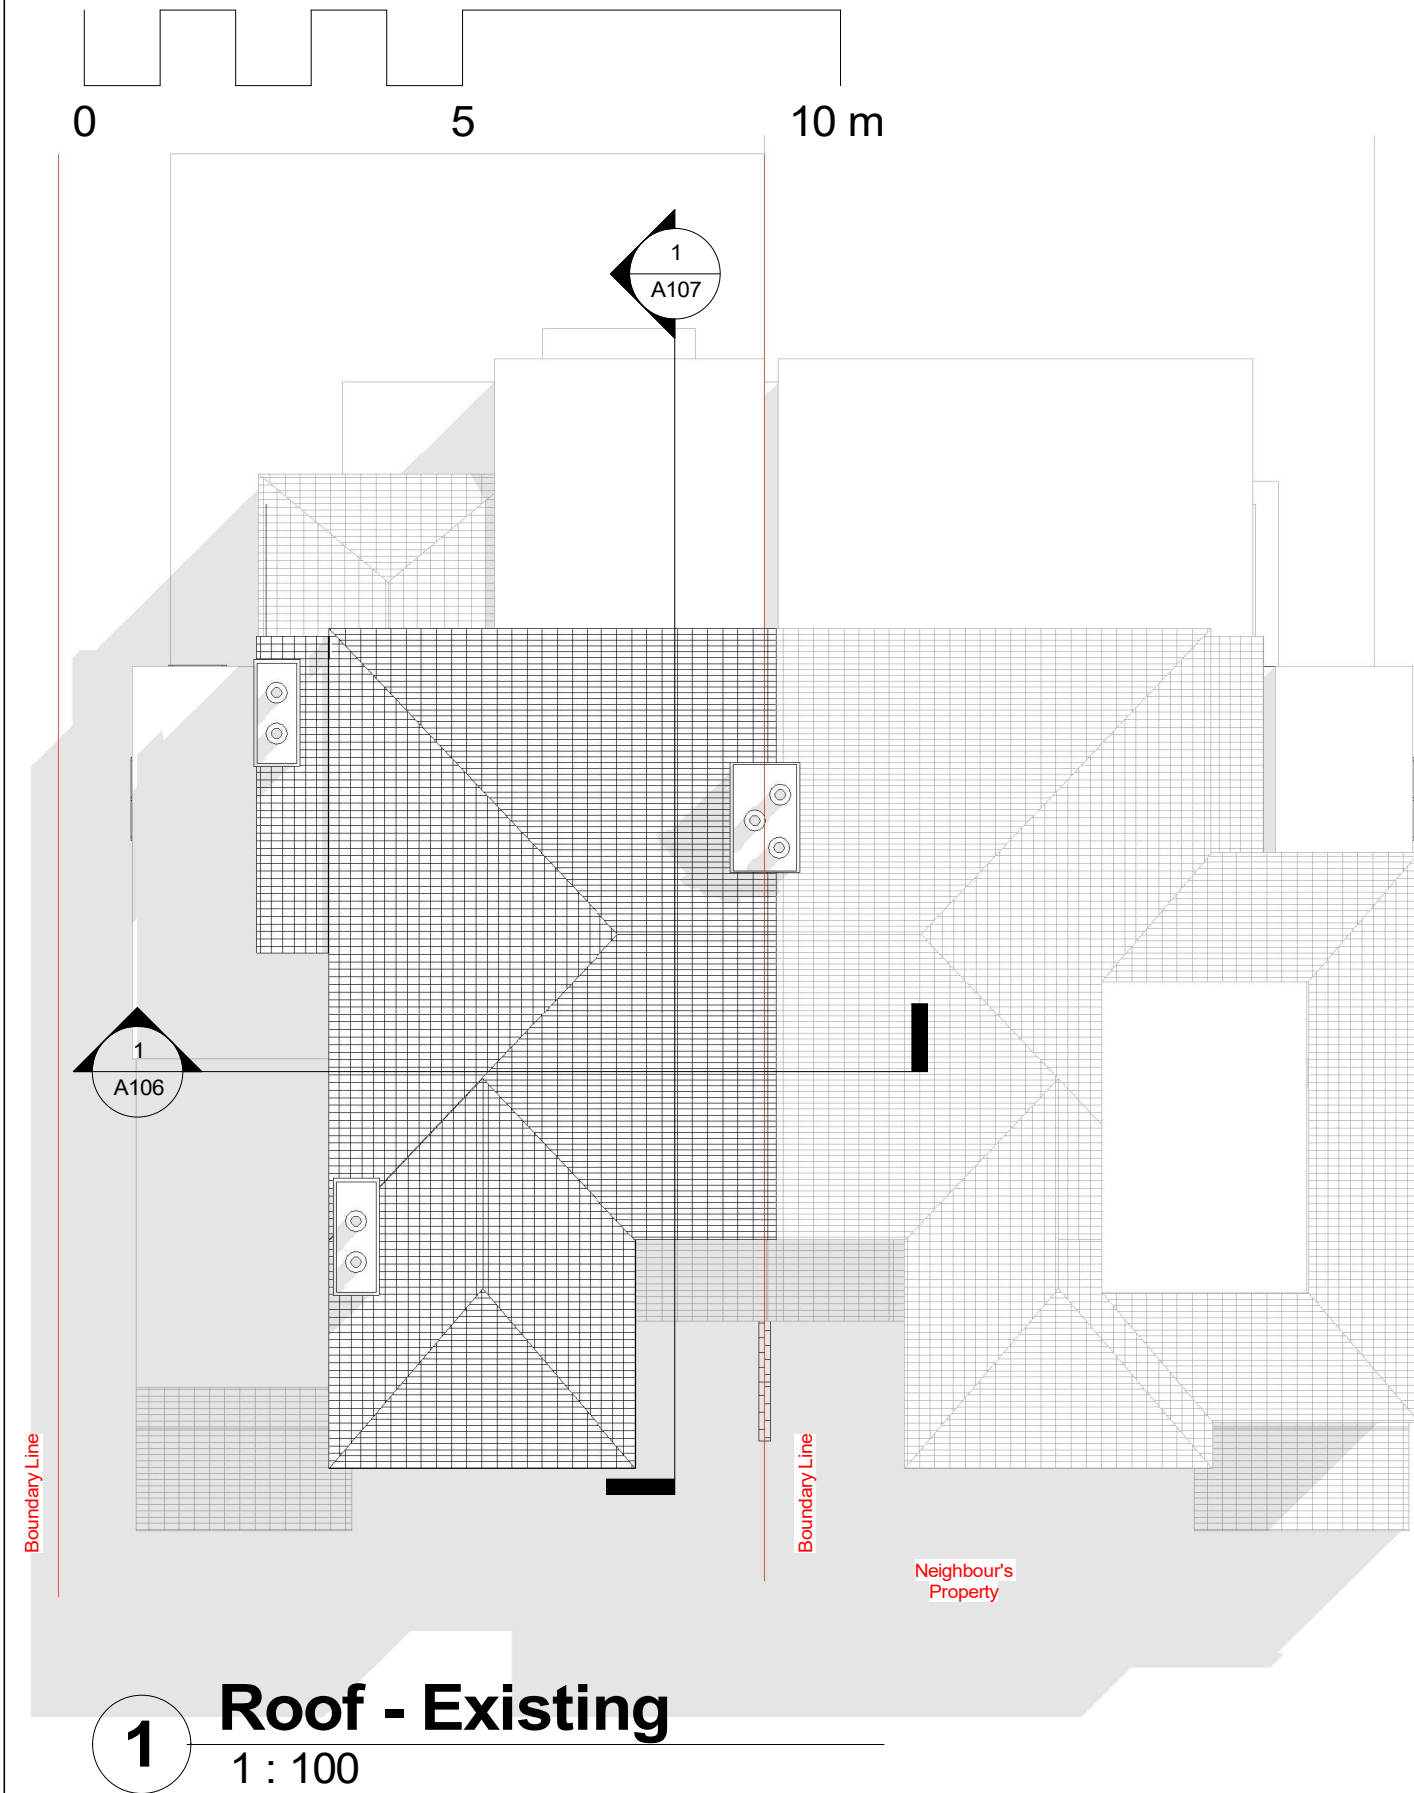 0 5 10 m
1
A107
1
A106
Boundary Line
Boundary Line
Neighbour's
Property
1 Roof - Existing
1 : 100